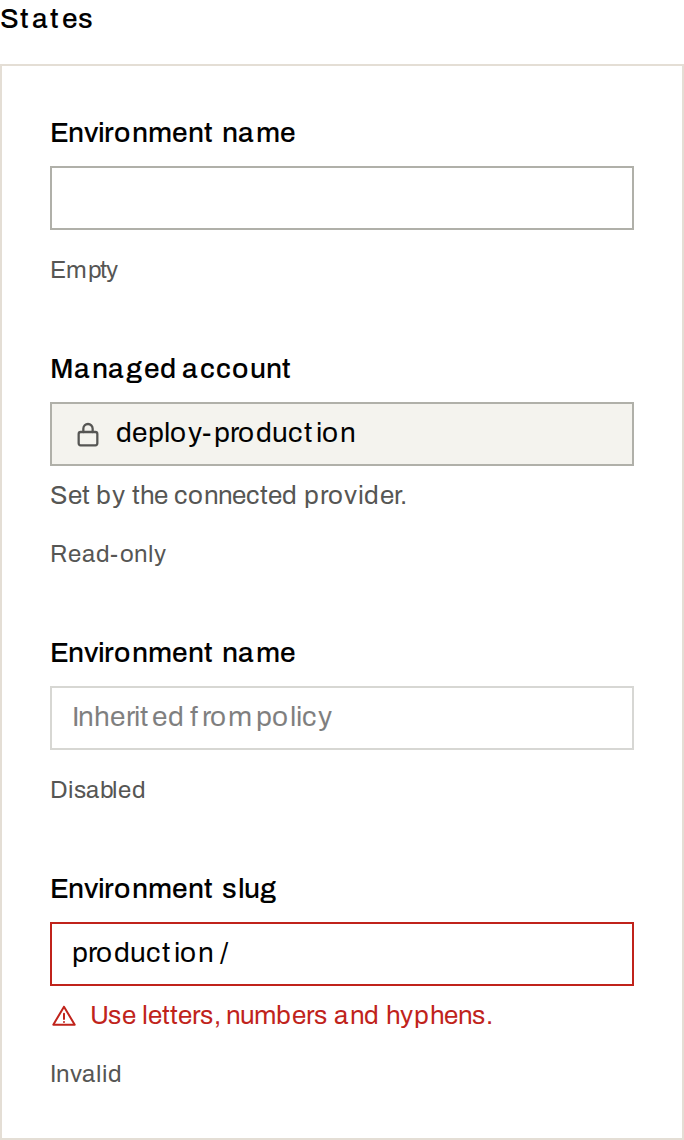 States
Environment name
Empty
Managed account
deploy-production
Set by the connected provider.
Read-only
Environment name
Inherited from policy
Disabled
Environment slug
production/
Use letters, numbers and hyphens.
Invalid